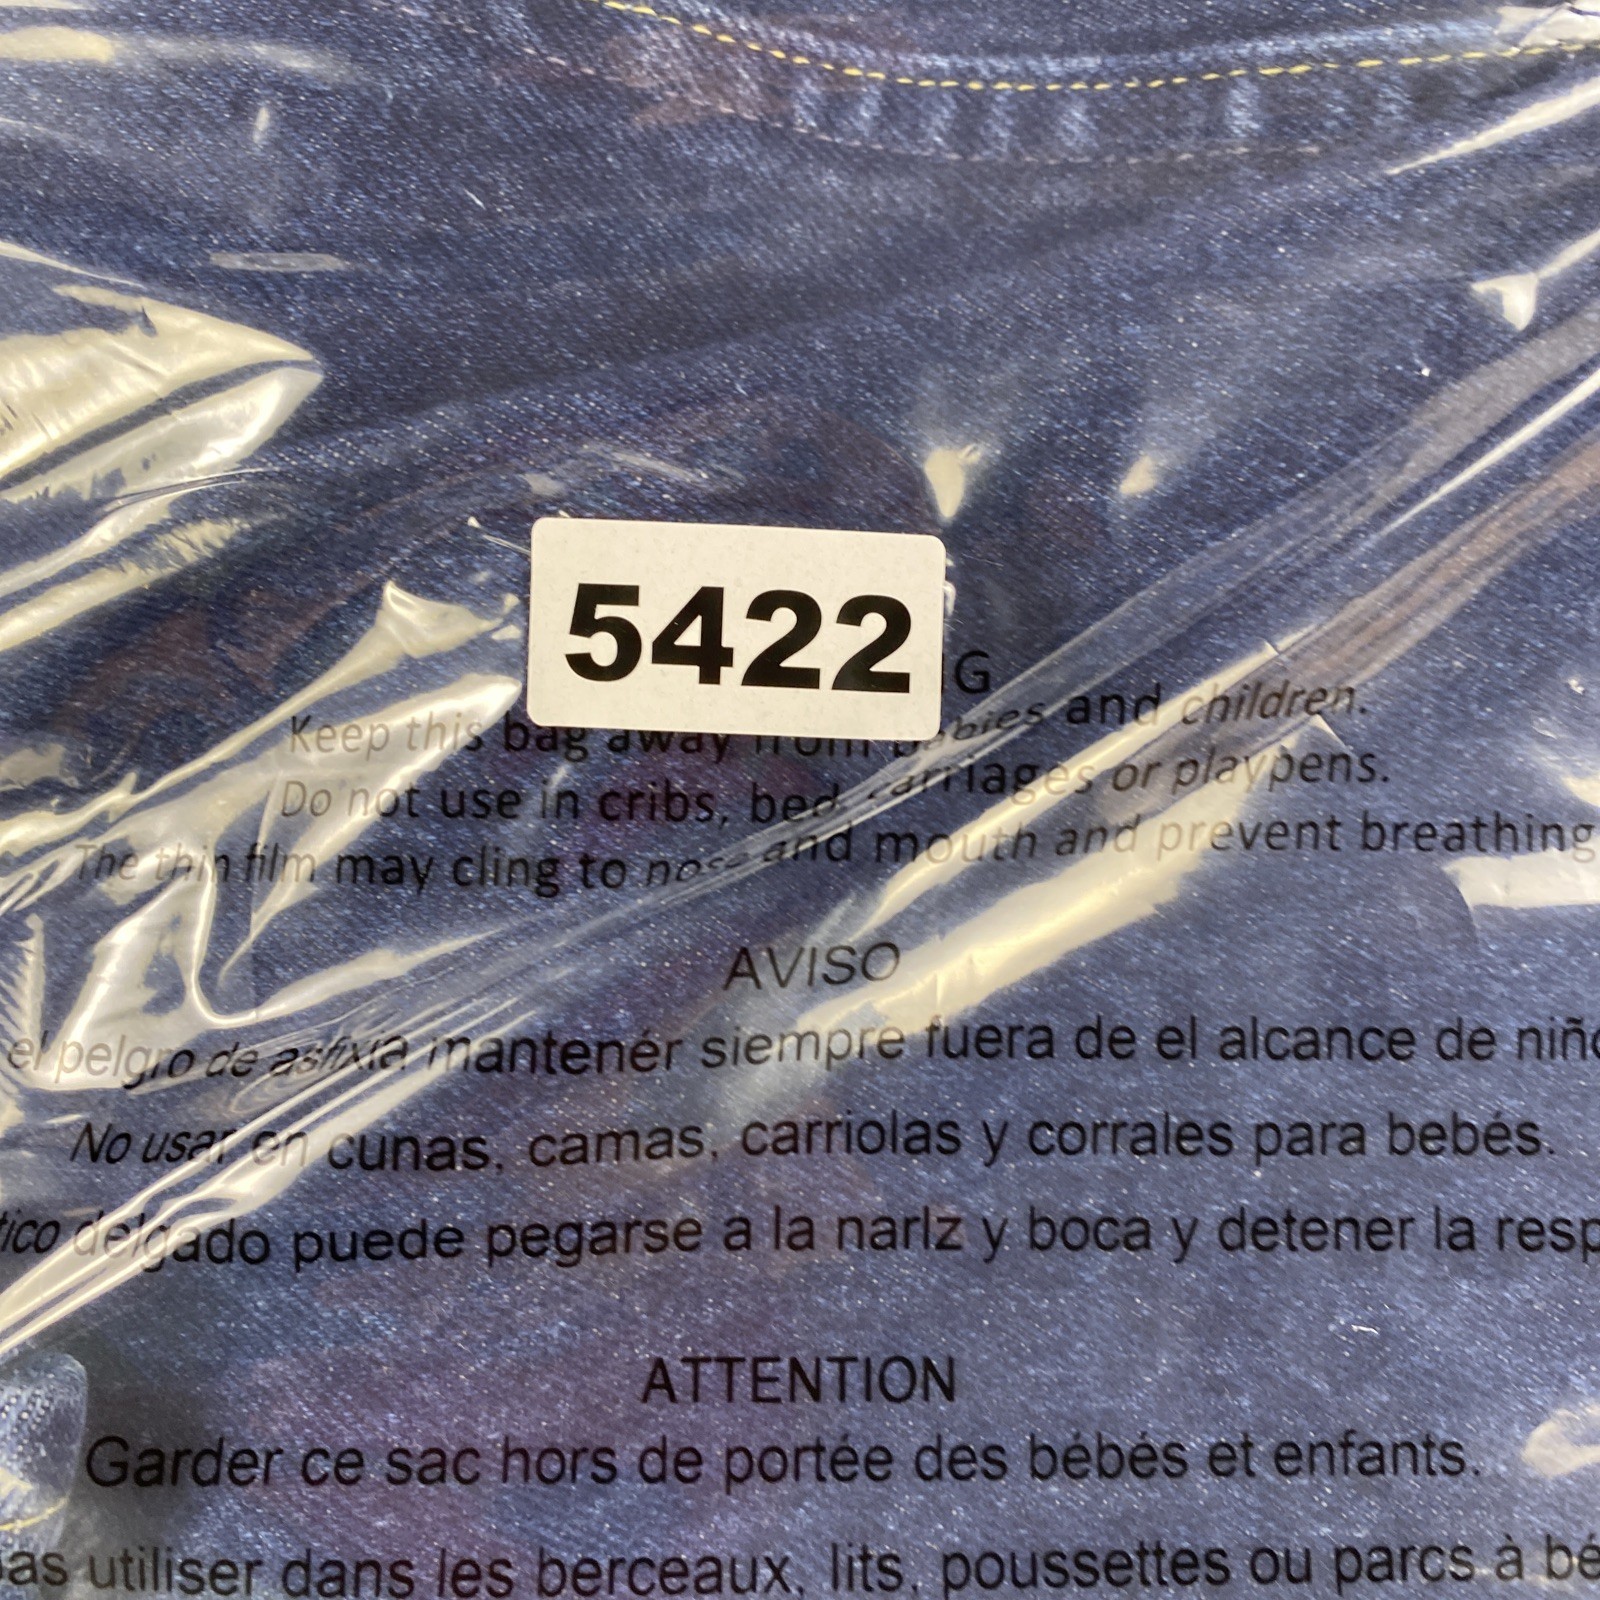 5422
G
Keep this bag away from babies and children.
Do not use in cribs, bed, carriages or playpens.
The thin film may cling to nose and mouth and prevent breathing
AVISO
el pelgro de asfixia mantenér siempre fuera de el alcance de niño
No usar en cunas, camas, carriolas y corrales para bebés.
tico delgado puede pegarse a la narIz y boca y detener la resp
ATTENTION
Garder ce sac hors de portée des bébés et enfants.
pas utiliser dans les berceaux, lits, poussettes ou parcs à bé